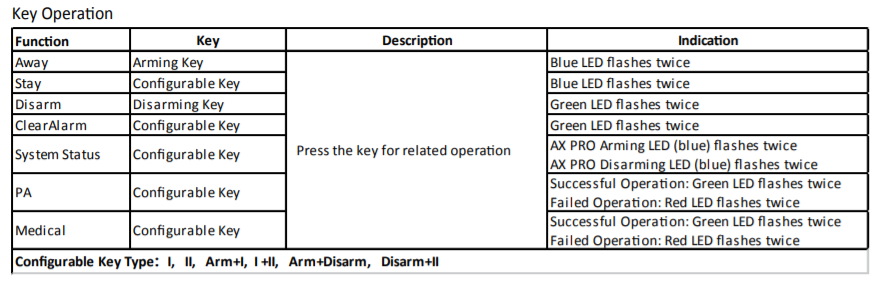 Key Operation
Function Key Description Indication
Away Arming Key Blue LED flashes twice
Stay Configurable Key Blue LED flashes twice
Disarm Disarming Key Green LED flashes twice
ClearAlarm Configurable Key Green LED flashes twice
System Status Configurable Key Press the key for related operation AX PRO Arming LED (blue) flashes twice
AX PRO Disarming LED (blue) flashes twice
PA Configurable Key Successful Operation: Green LED flashes twice
Failed Operation: Red LED flashes twice
Medical Configurable Key Successful Operation: Green LED flashes twice
Failed Operation: Red LED flashes twice
Configurable Key Type：I, II, Arm+I, I +II, Arm+Disarm, Disarm+II